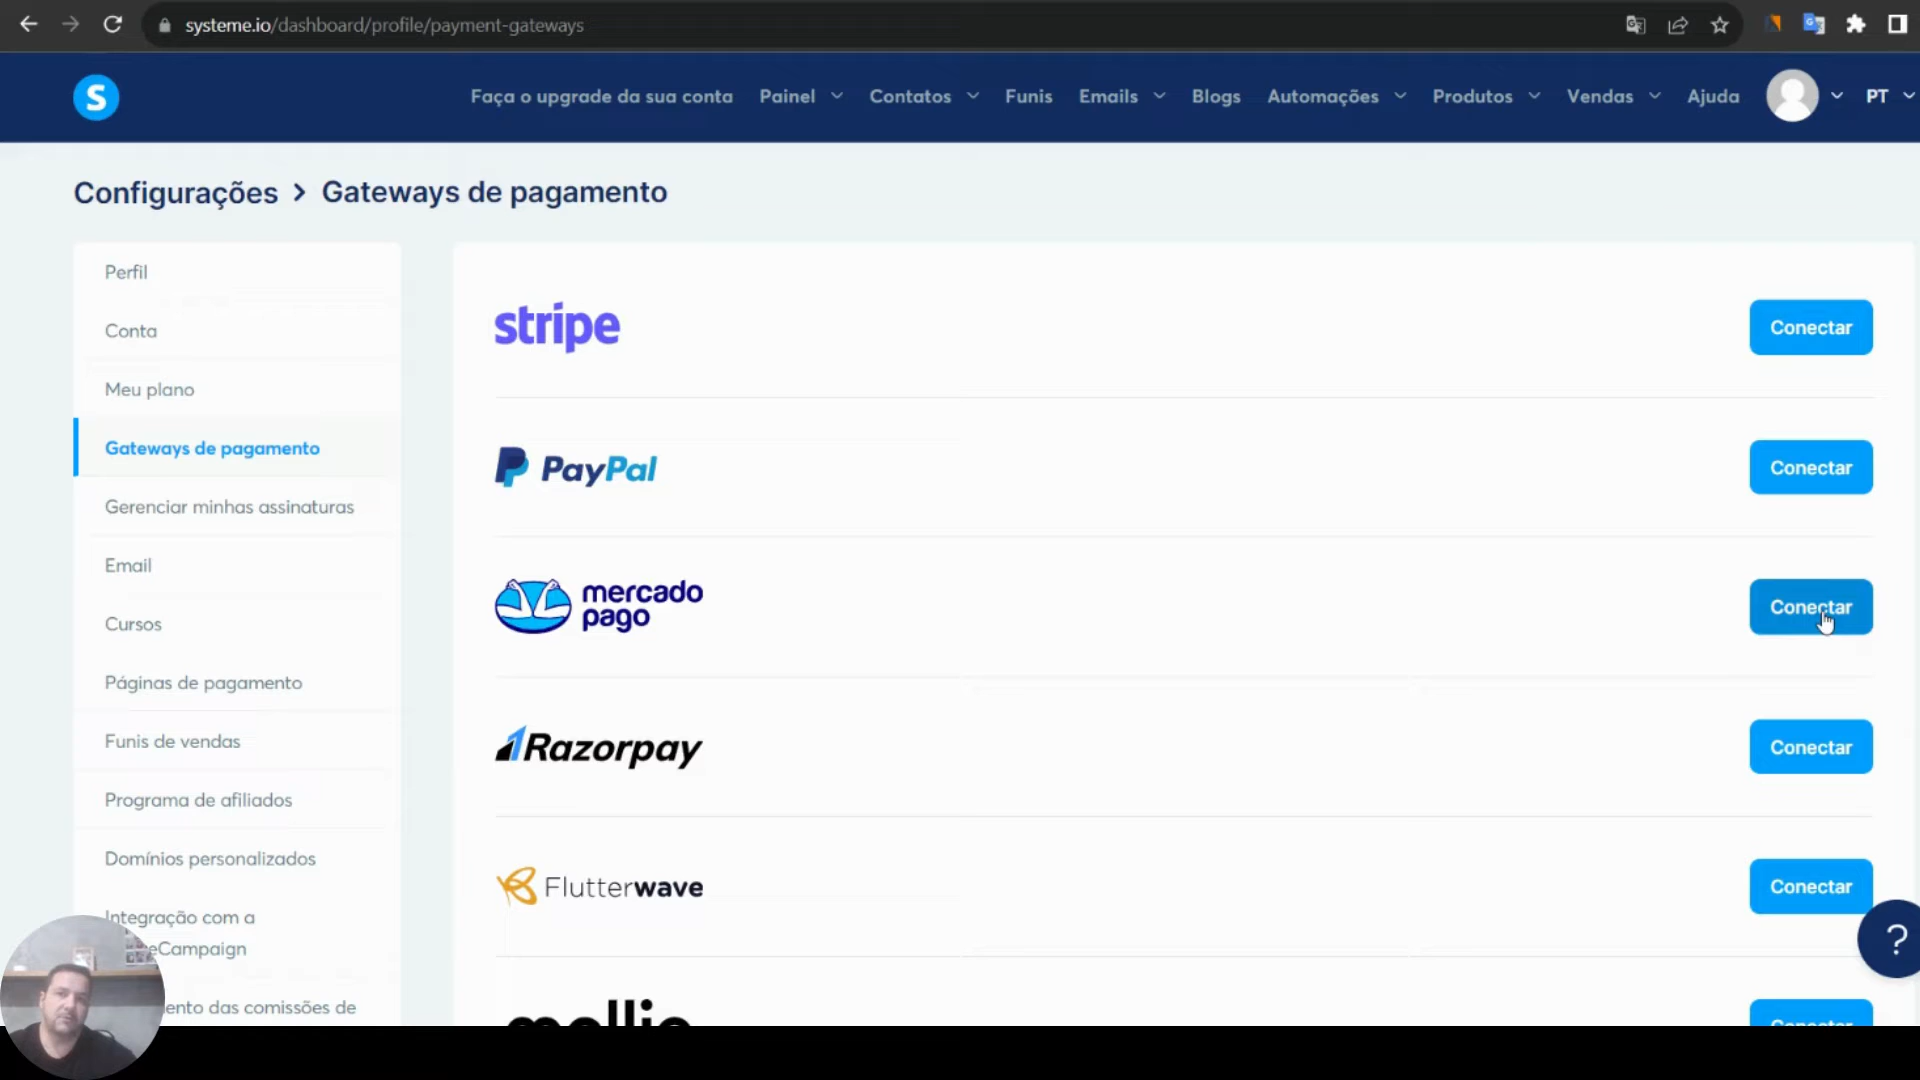 systeme.io/dashboard/profile/payment-gateways
S
Faça o upgrade da sua conta
Painel
Contatos
Funis
Emails
Blogs
Automações
Produtos
Vendas
Ajuda
PT
Configurações > Gateways de pagamento
Perfil
Conta
Meu plano
Gateways de pagamento
Gerenciar minhas assinaturas
Email
Cursos
Páginas de pagamento
Funis de vendas
Programa de afiliados
Domínios personalizados
Integração com a
eCampaign
ento das comissões de
stripe
Conectar
PayPal
Conectar
mercado
pago
Conectar
Razorpay
Conectar
Flutterwave
Conectar
?
mollie
Conectar